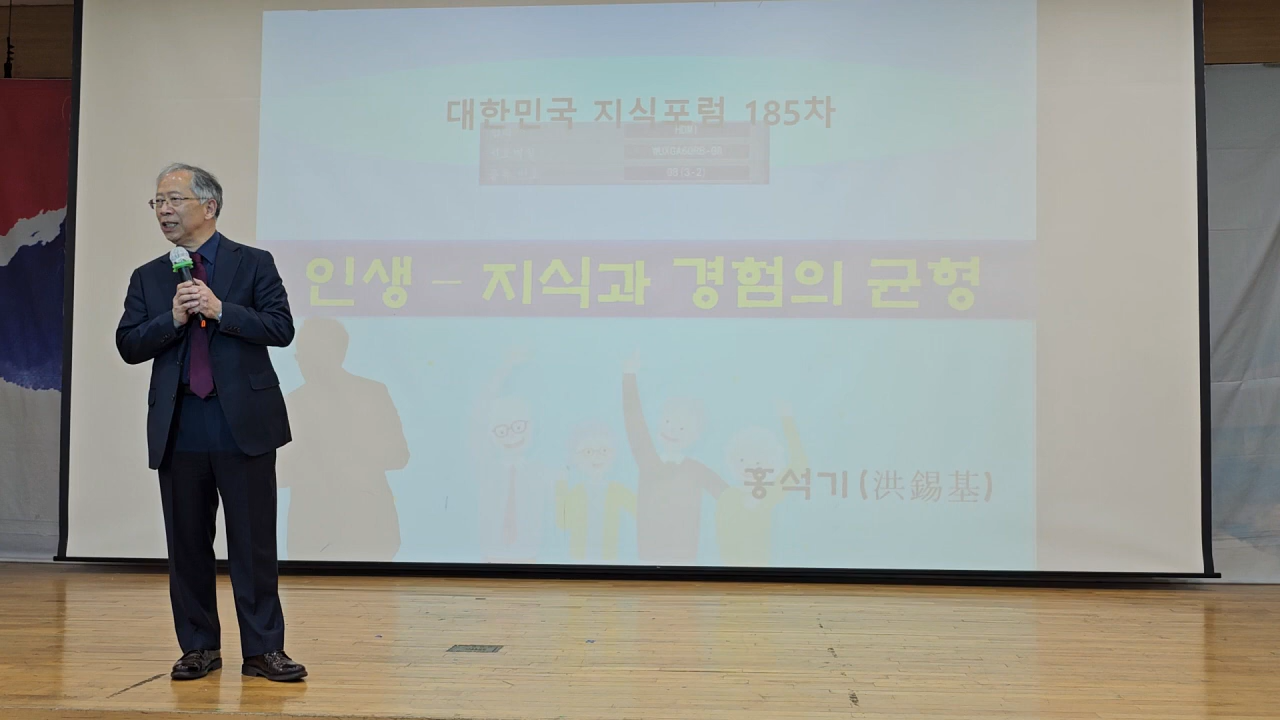 대한민국 지식포럼 185차
HDMI
인생 - 지식과 경험의 균형
홍석기(洪錫基)